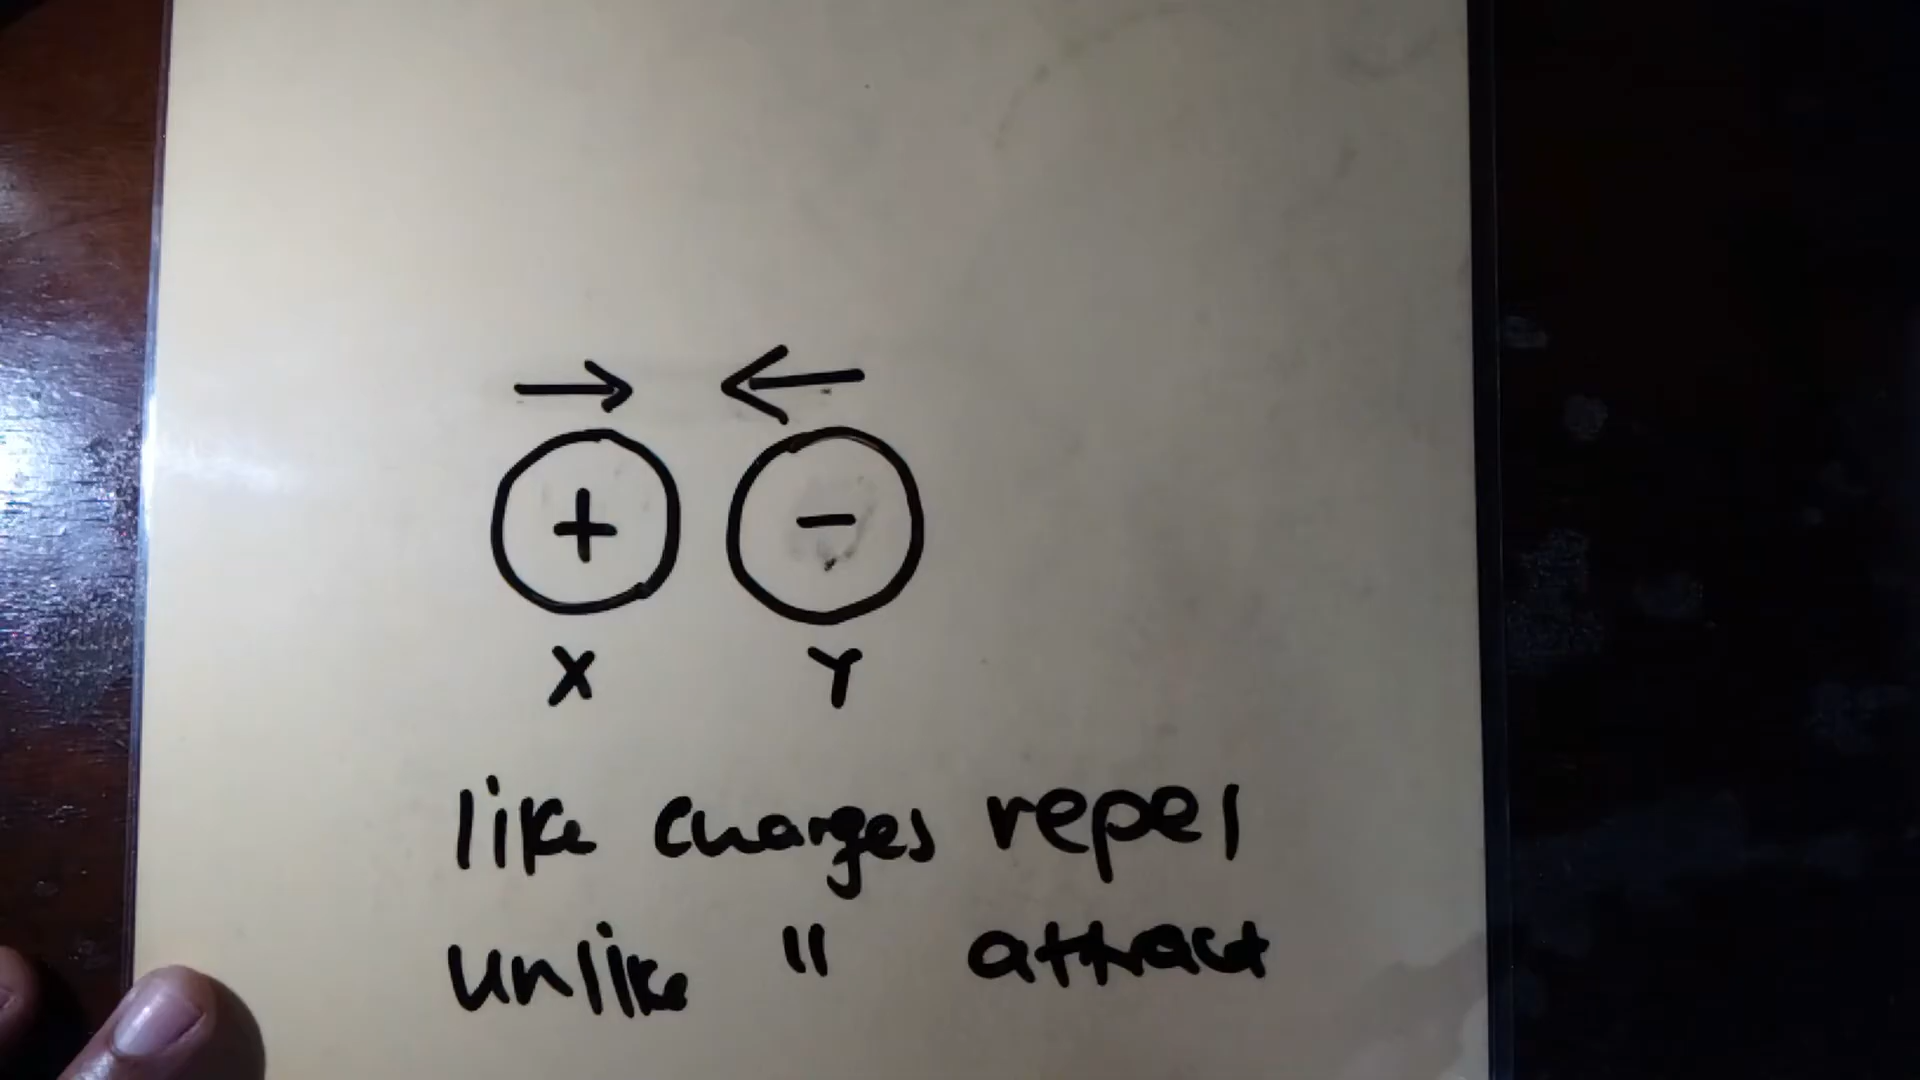 → ←
+ -
X Y
like charges repel
unlike " attract